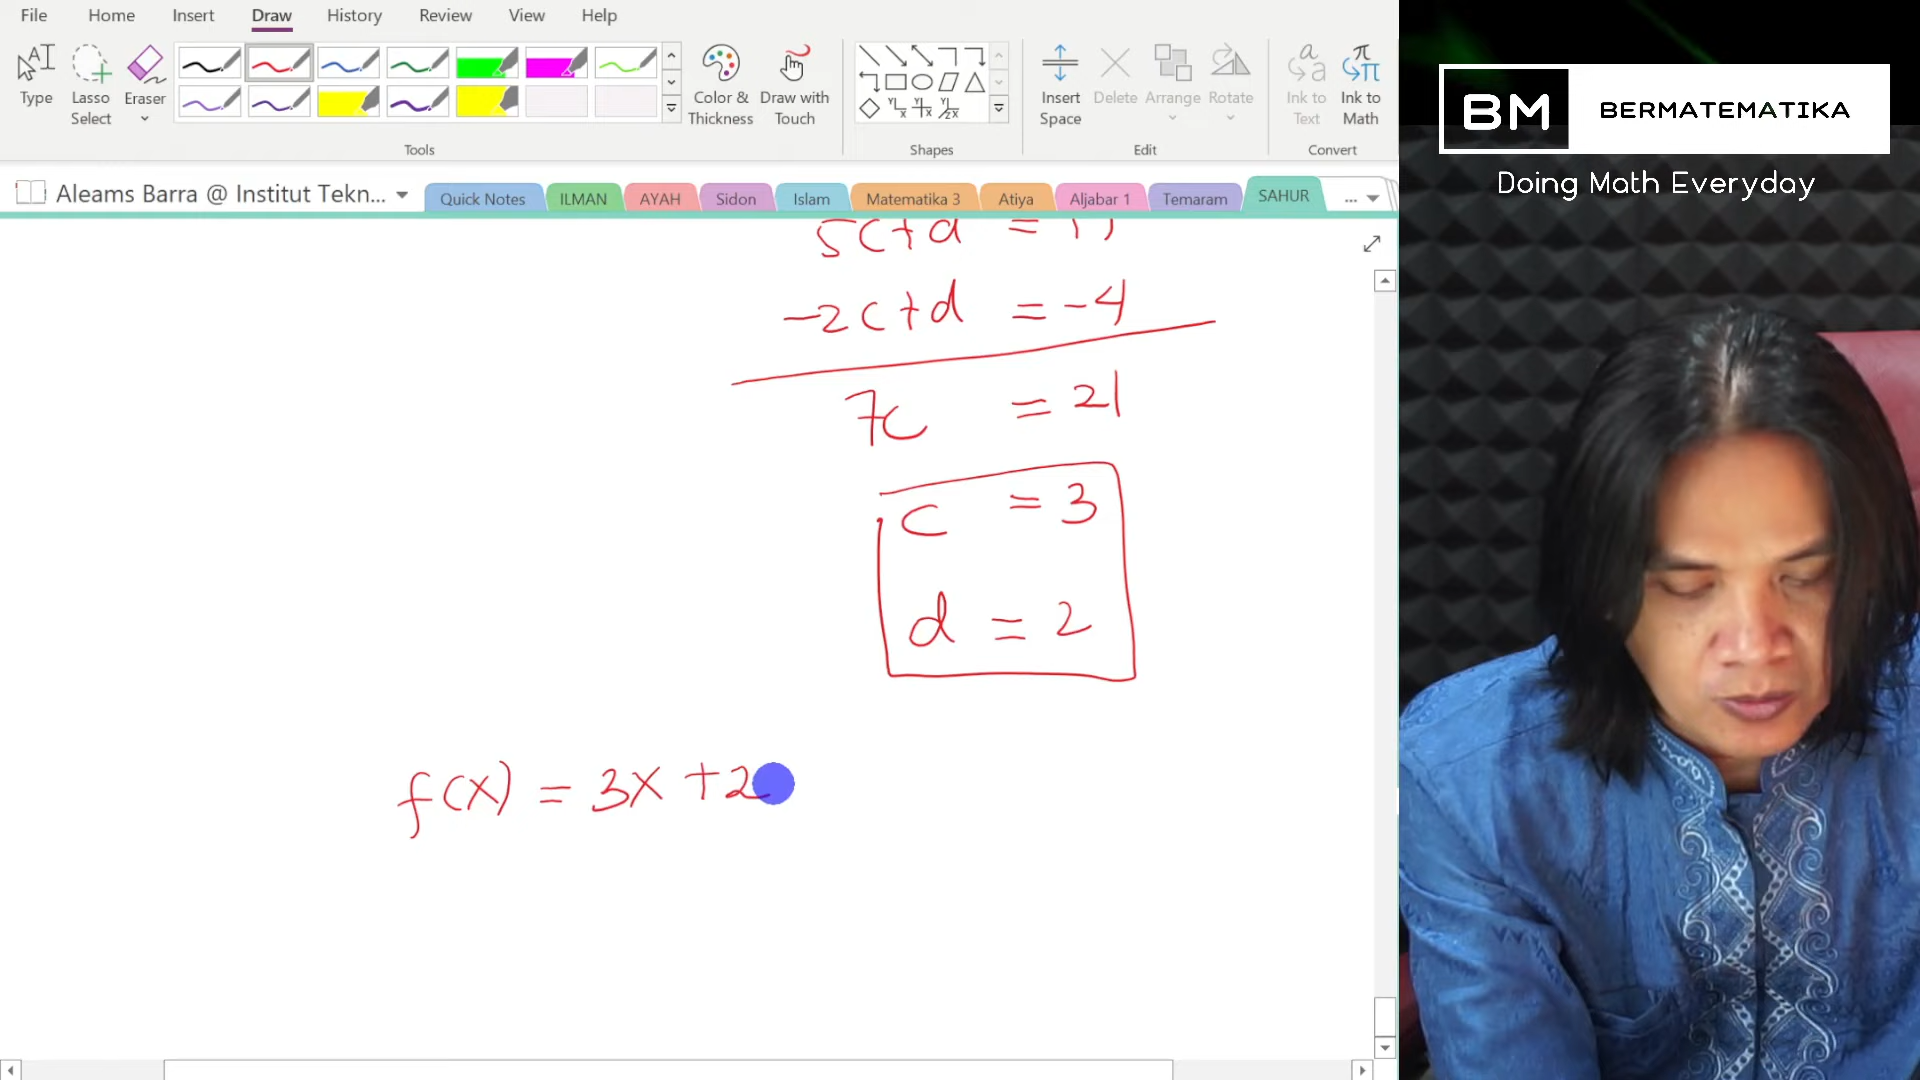 File Home Insert Draw History Review View Help
Type
Lasso Select
Eraser
Color & Thickness
Draw with Touch
Insert Space
Delete
Arrange
Rotate
Ink to Text
Ink to Math
Tools
Shapes
Edit
Convert
Aleams Barra @ Institut Tekn...
Quick Notes ILMAN AYAH Sidon Islam Matematika 3 Atiya Aljabar 1 Temaram SAHUR ...
5c+d =
-2c+d = -4
7c = 21
c = 3
d = 2
f(x) = 3x + 2
BM BERMATEMATIKA
Doing Math Everyday